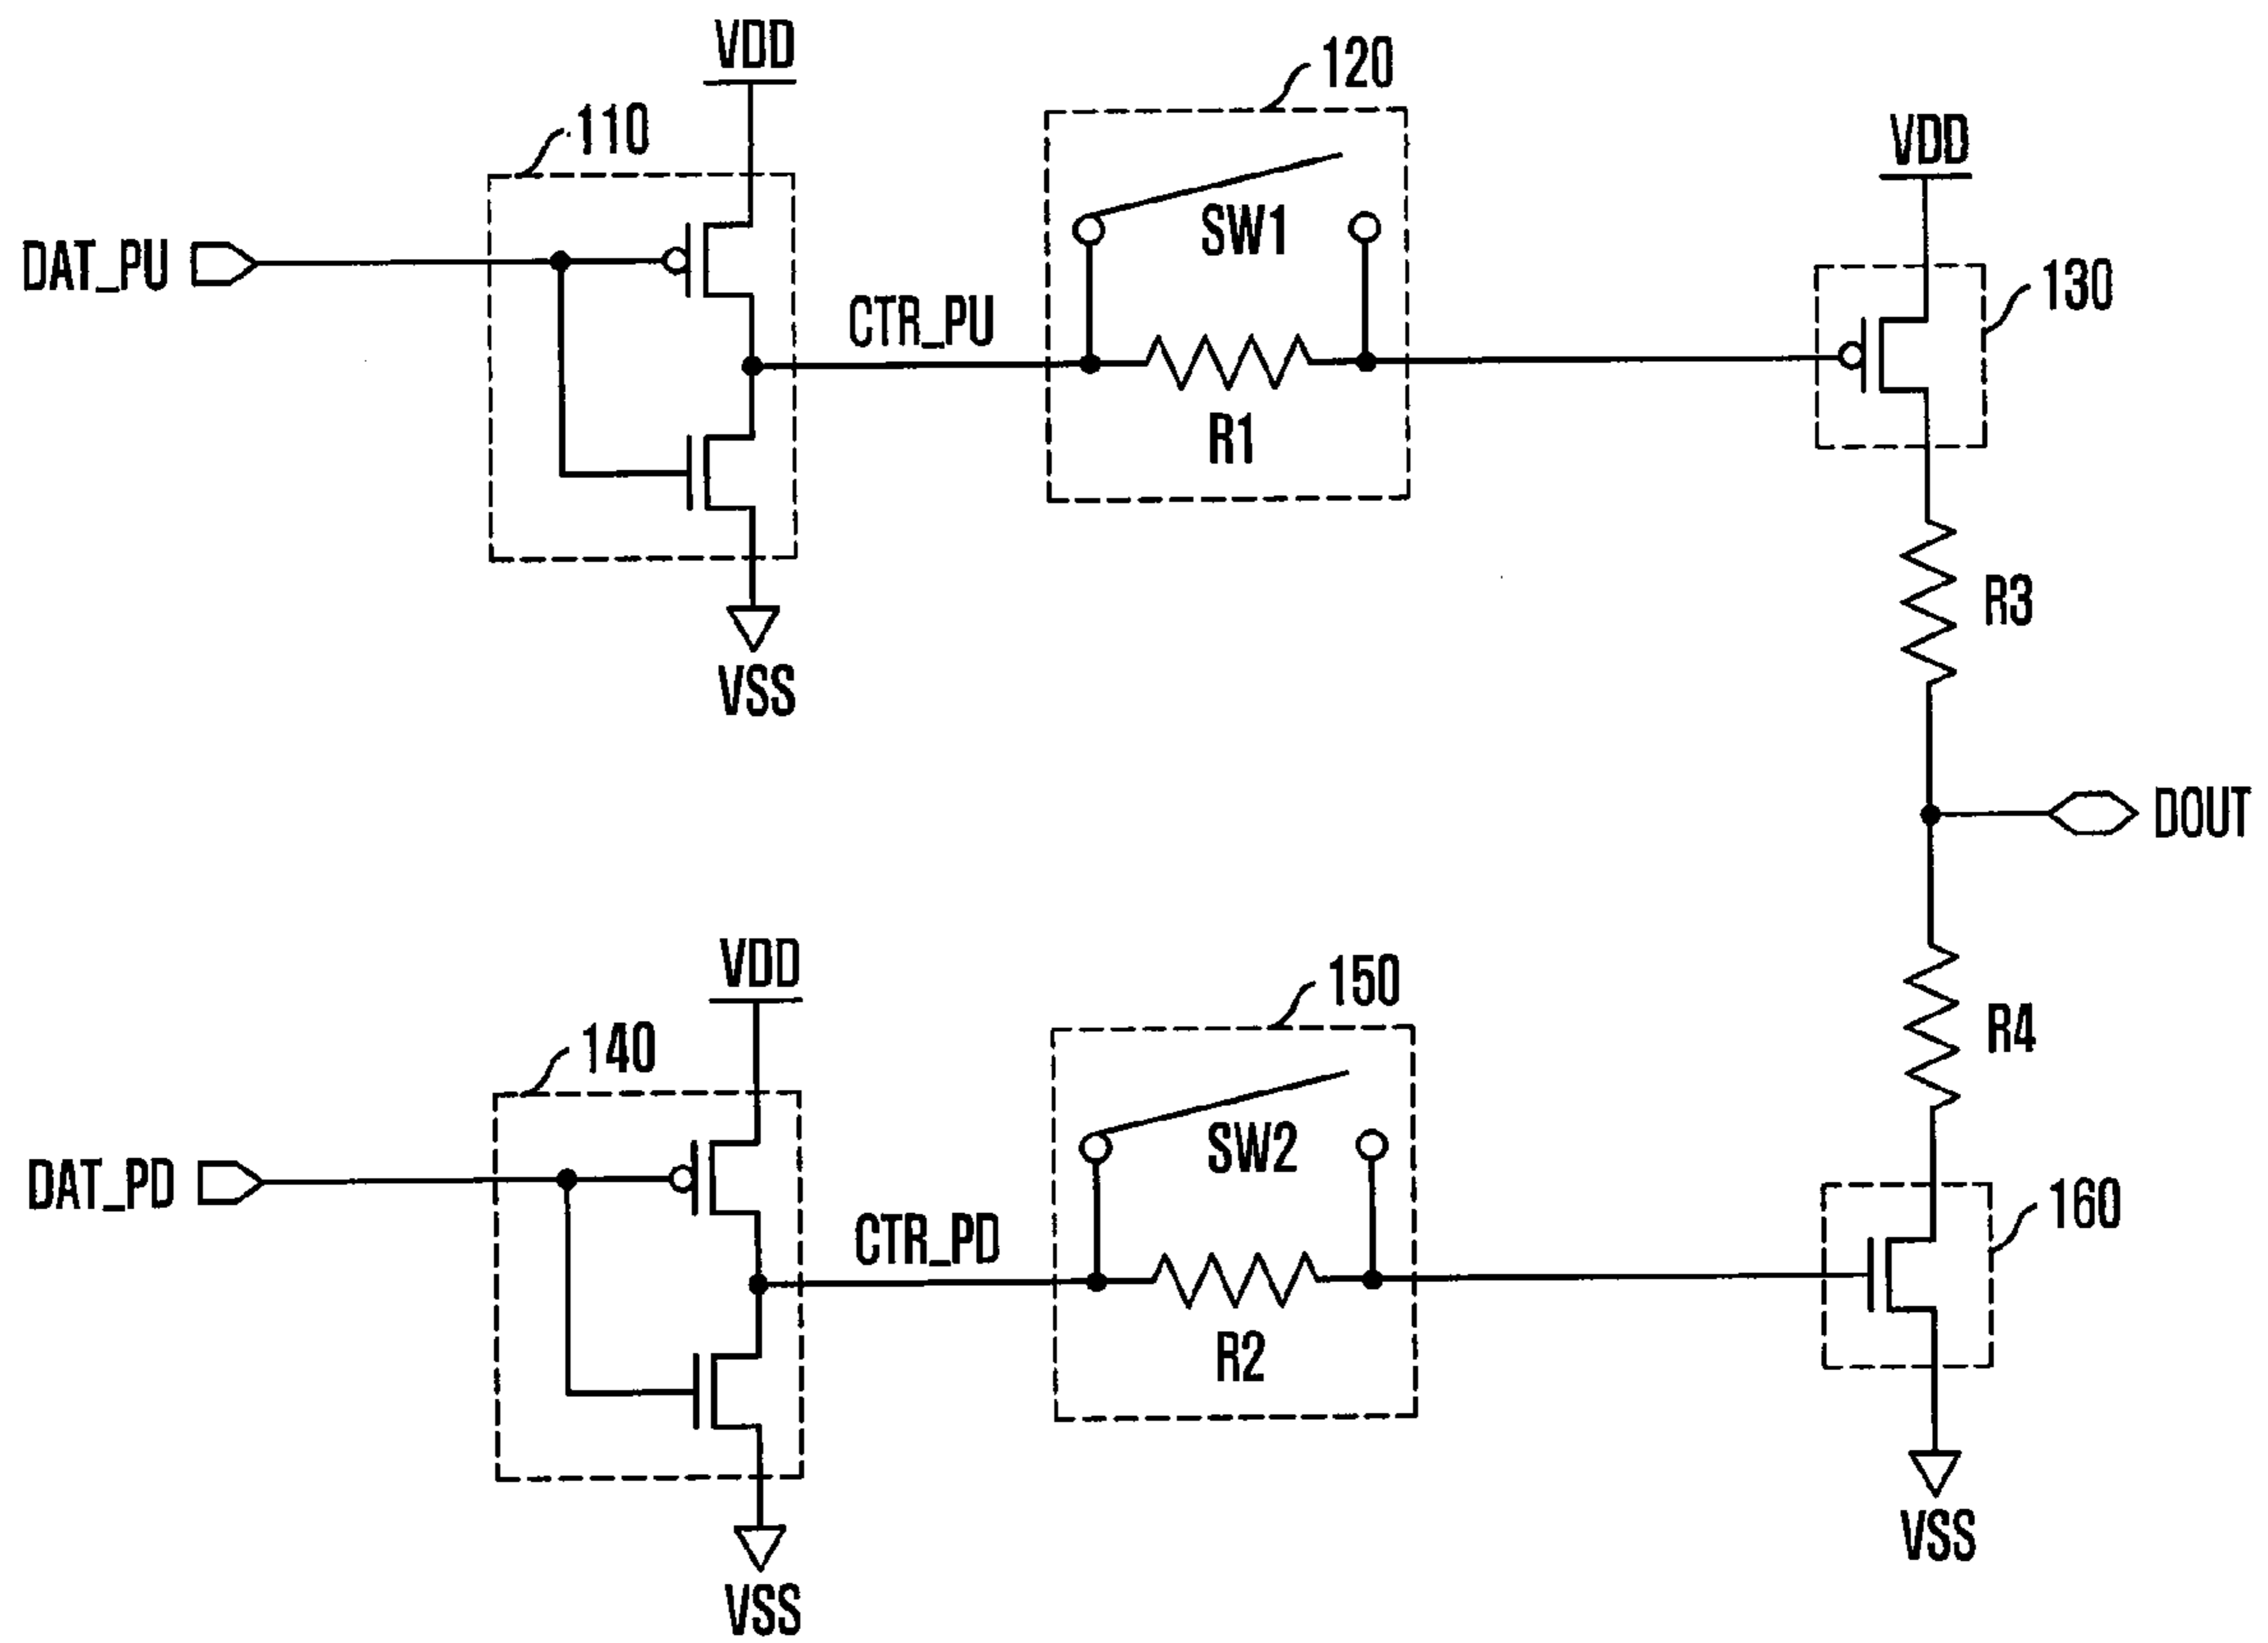 VDD
120
110
VDD
DAT_PU
SW1
130
CTR_PU
R1
R3
VSS
DOUT
VDD
150
140
R4
DAT_PD
SW2
160
CTR_PD
R2
VSS
VSS